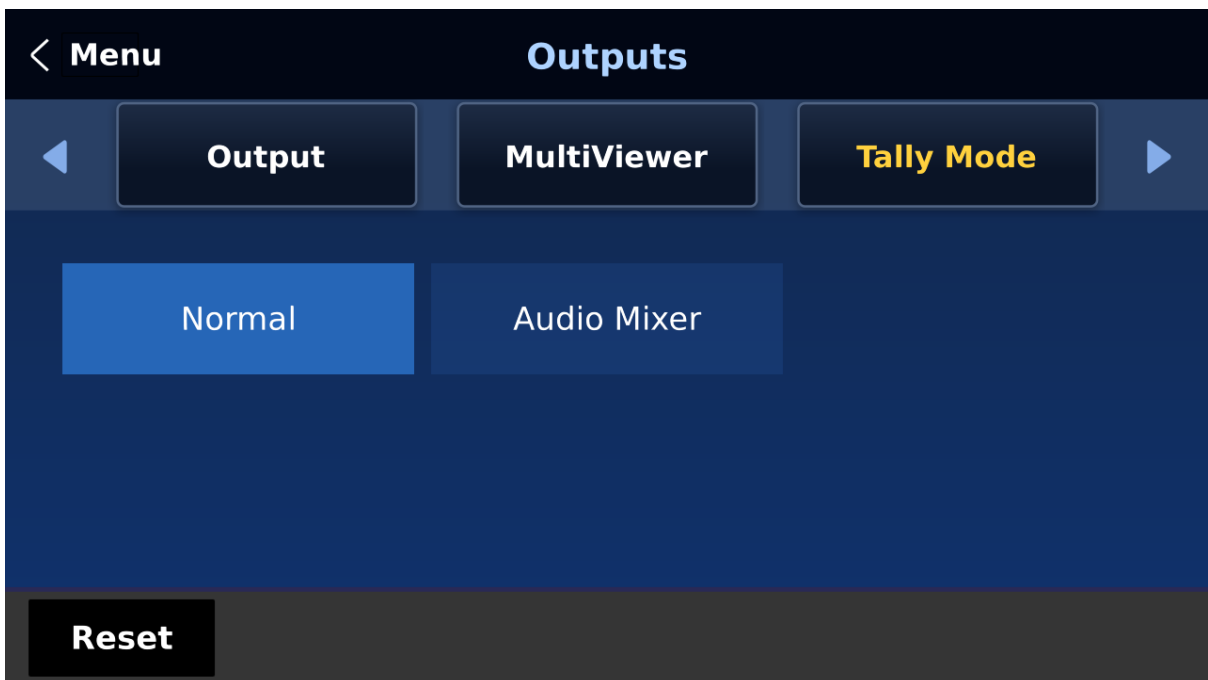 Menu
Outputs
Output
MultiViewer
Tally Mode
Normal
Audio Mixer
Reset